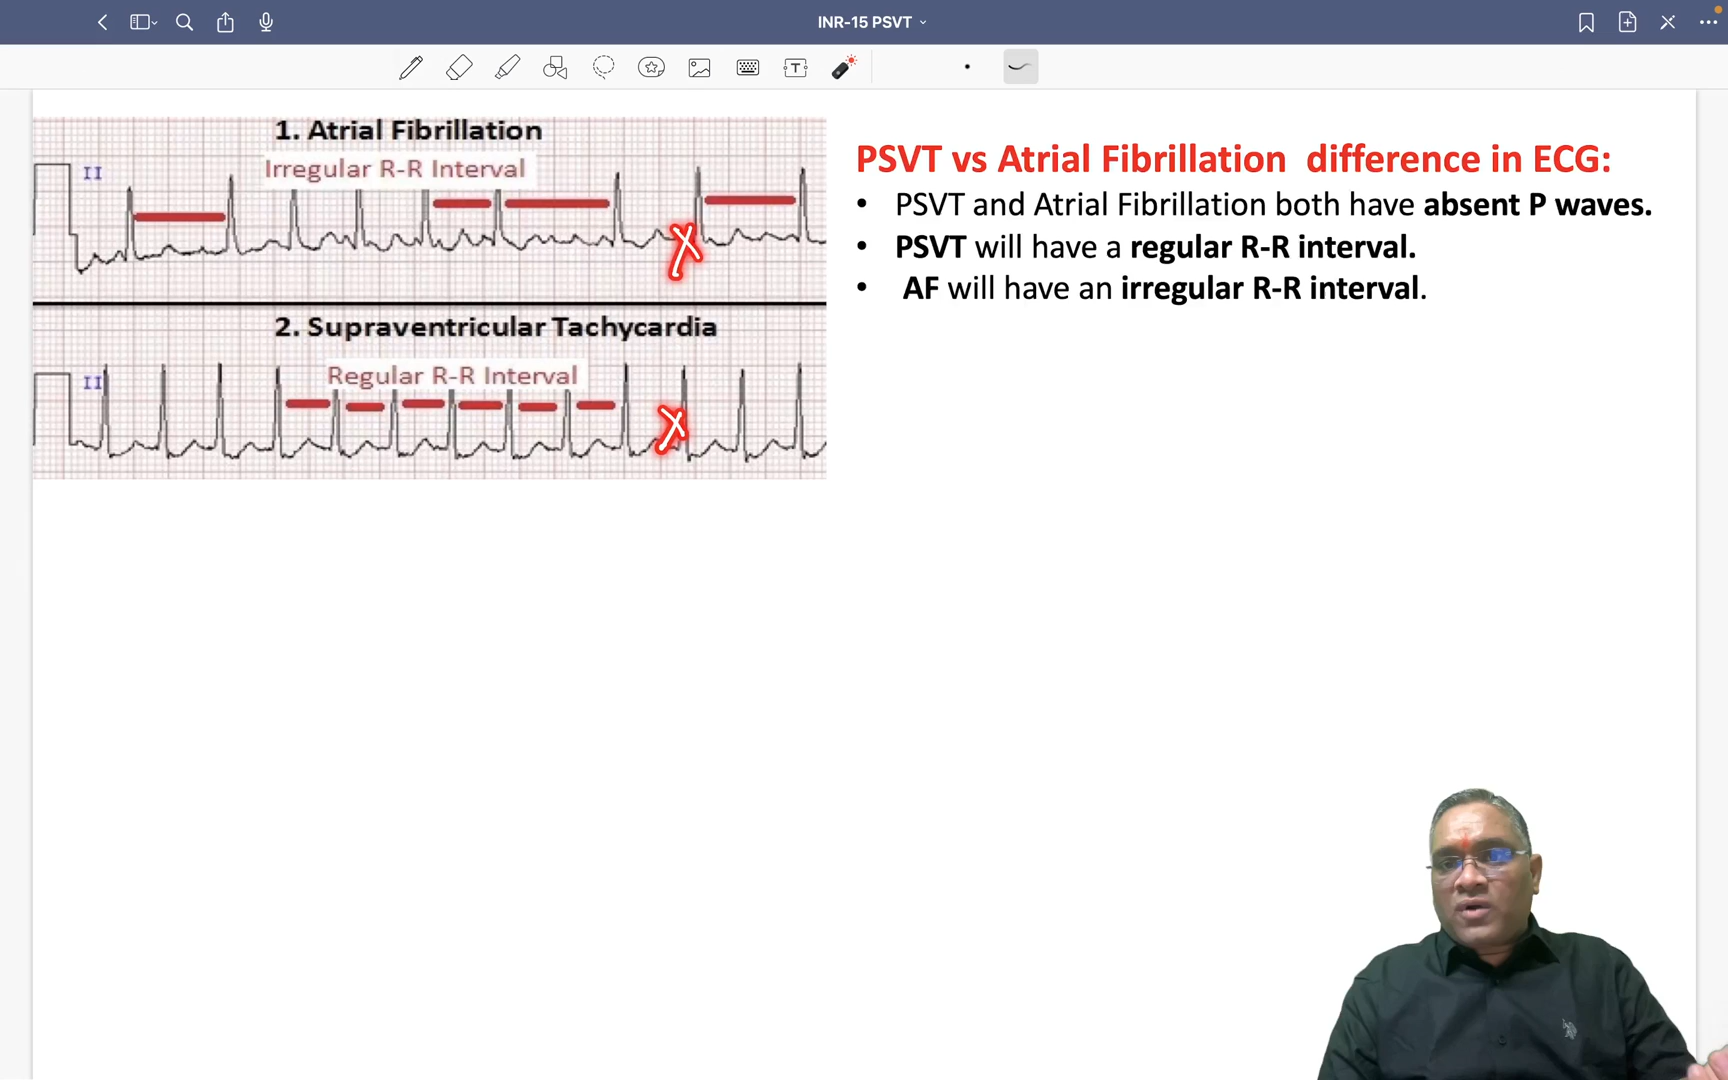 INR-15 PSVT
1. Atrial Fibrillation
II
Irregular R-R Interval
2. Supraventricular Tachycardia
II
Regular R-R Interval
PSVT vs Atrial Fibrillation difference in ECG:
• PSVT and Atrial Fibrillation both have absent P waves.
• PSVT will have a regular R-R interval.
• AF will have an irregular R-R interval.